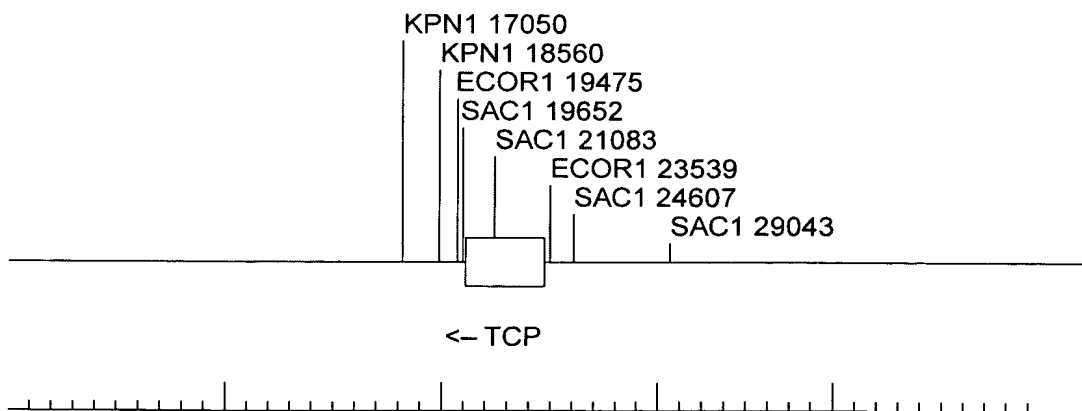 KPN1 17050
KPN1 18560
ECOR1 19475
SAC1 19652
SAC1 21083
ECOR1 23539
SAC1 24607
SAC1 29043
<– TCP